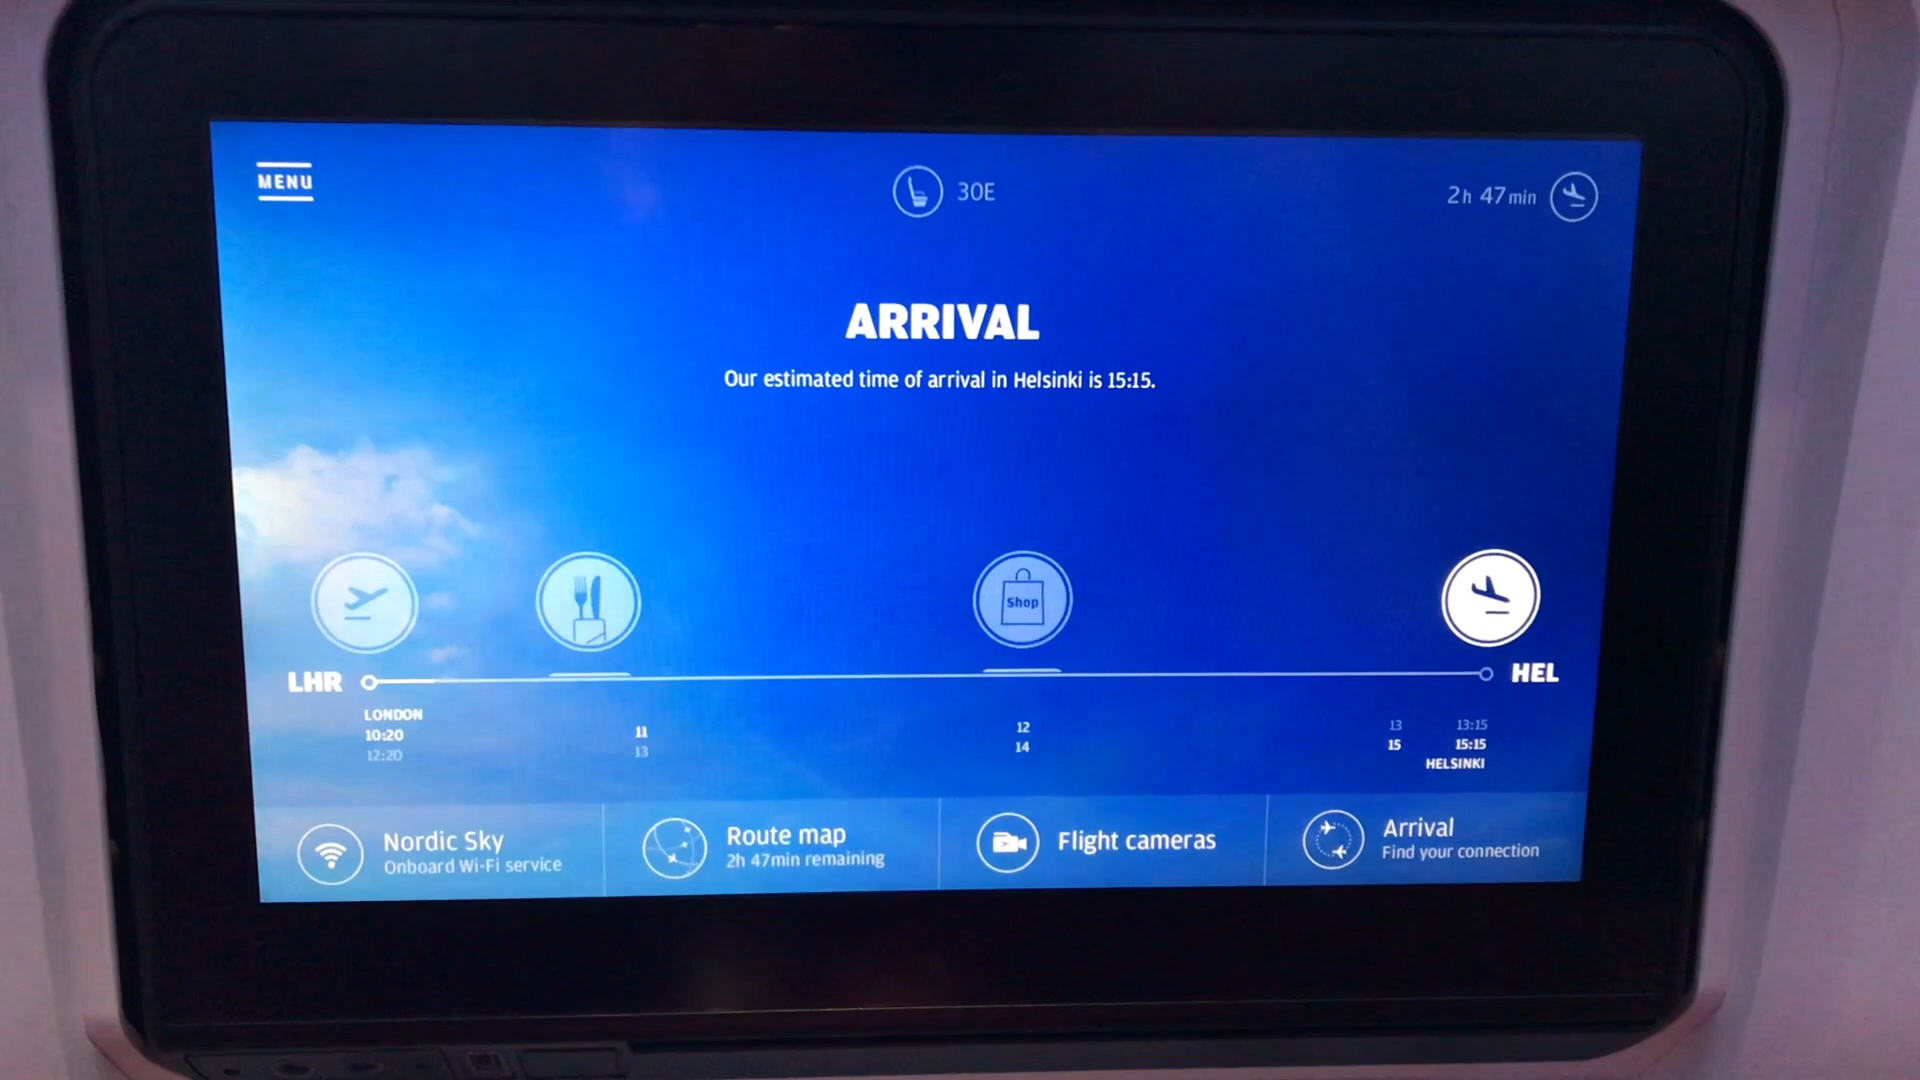 MENU
30E
2h 47min
ARRIVAL
Our estimated time of arrival in Helsinki is 15:15.
Shop
LHR
HEL
LONDON
10:20
12:20
11
13
12
14
13
15
13:15
15:15
HELSINKI
Nordic Sky
Onboard Wi-Fi service
Route map
2h 47min remaining
Flight cameras
Arrival
Find your connection